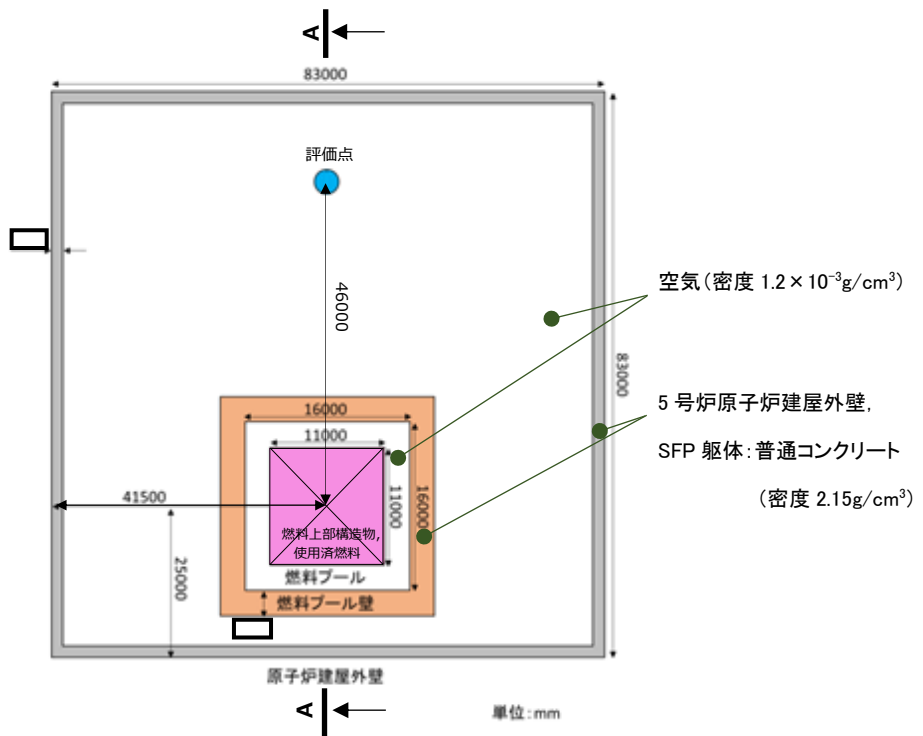 A
83000
評価点
46000
空気(密度 1.2×10⁻³g/cm³)
83000
5 号炉原子炉建屋外壁,
SFP 躯体:普通コンクリート
(密度 2.15g/cm³)
16000
11000
11000
16000
41500
燃料上部構造物,
使用済燃料
25000
燃料プール
燃料プール壁
原子炉建屋外壁
A
単位:mm